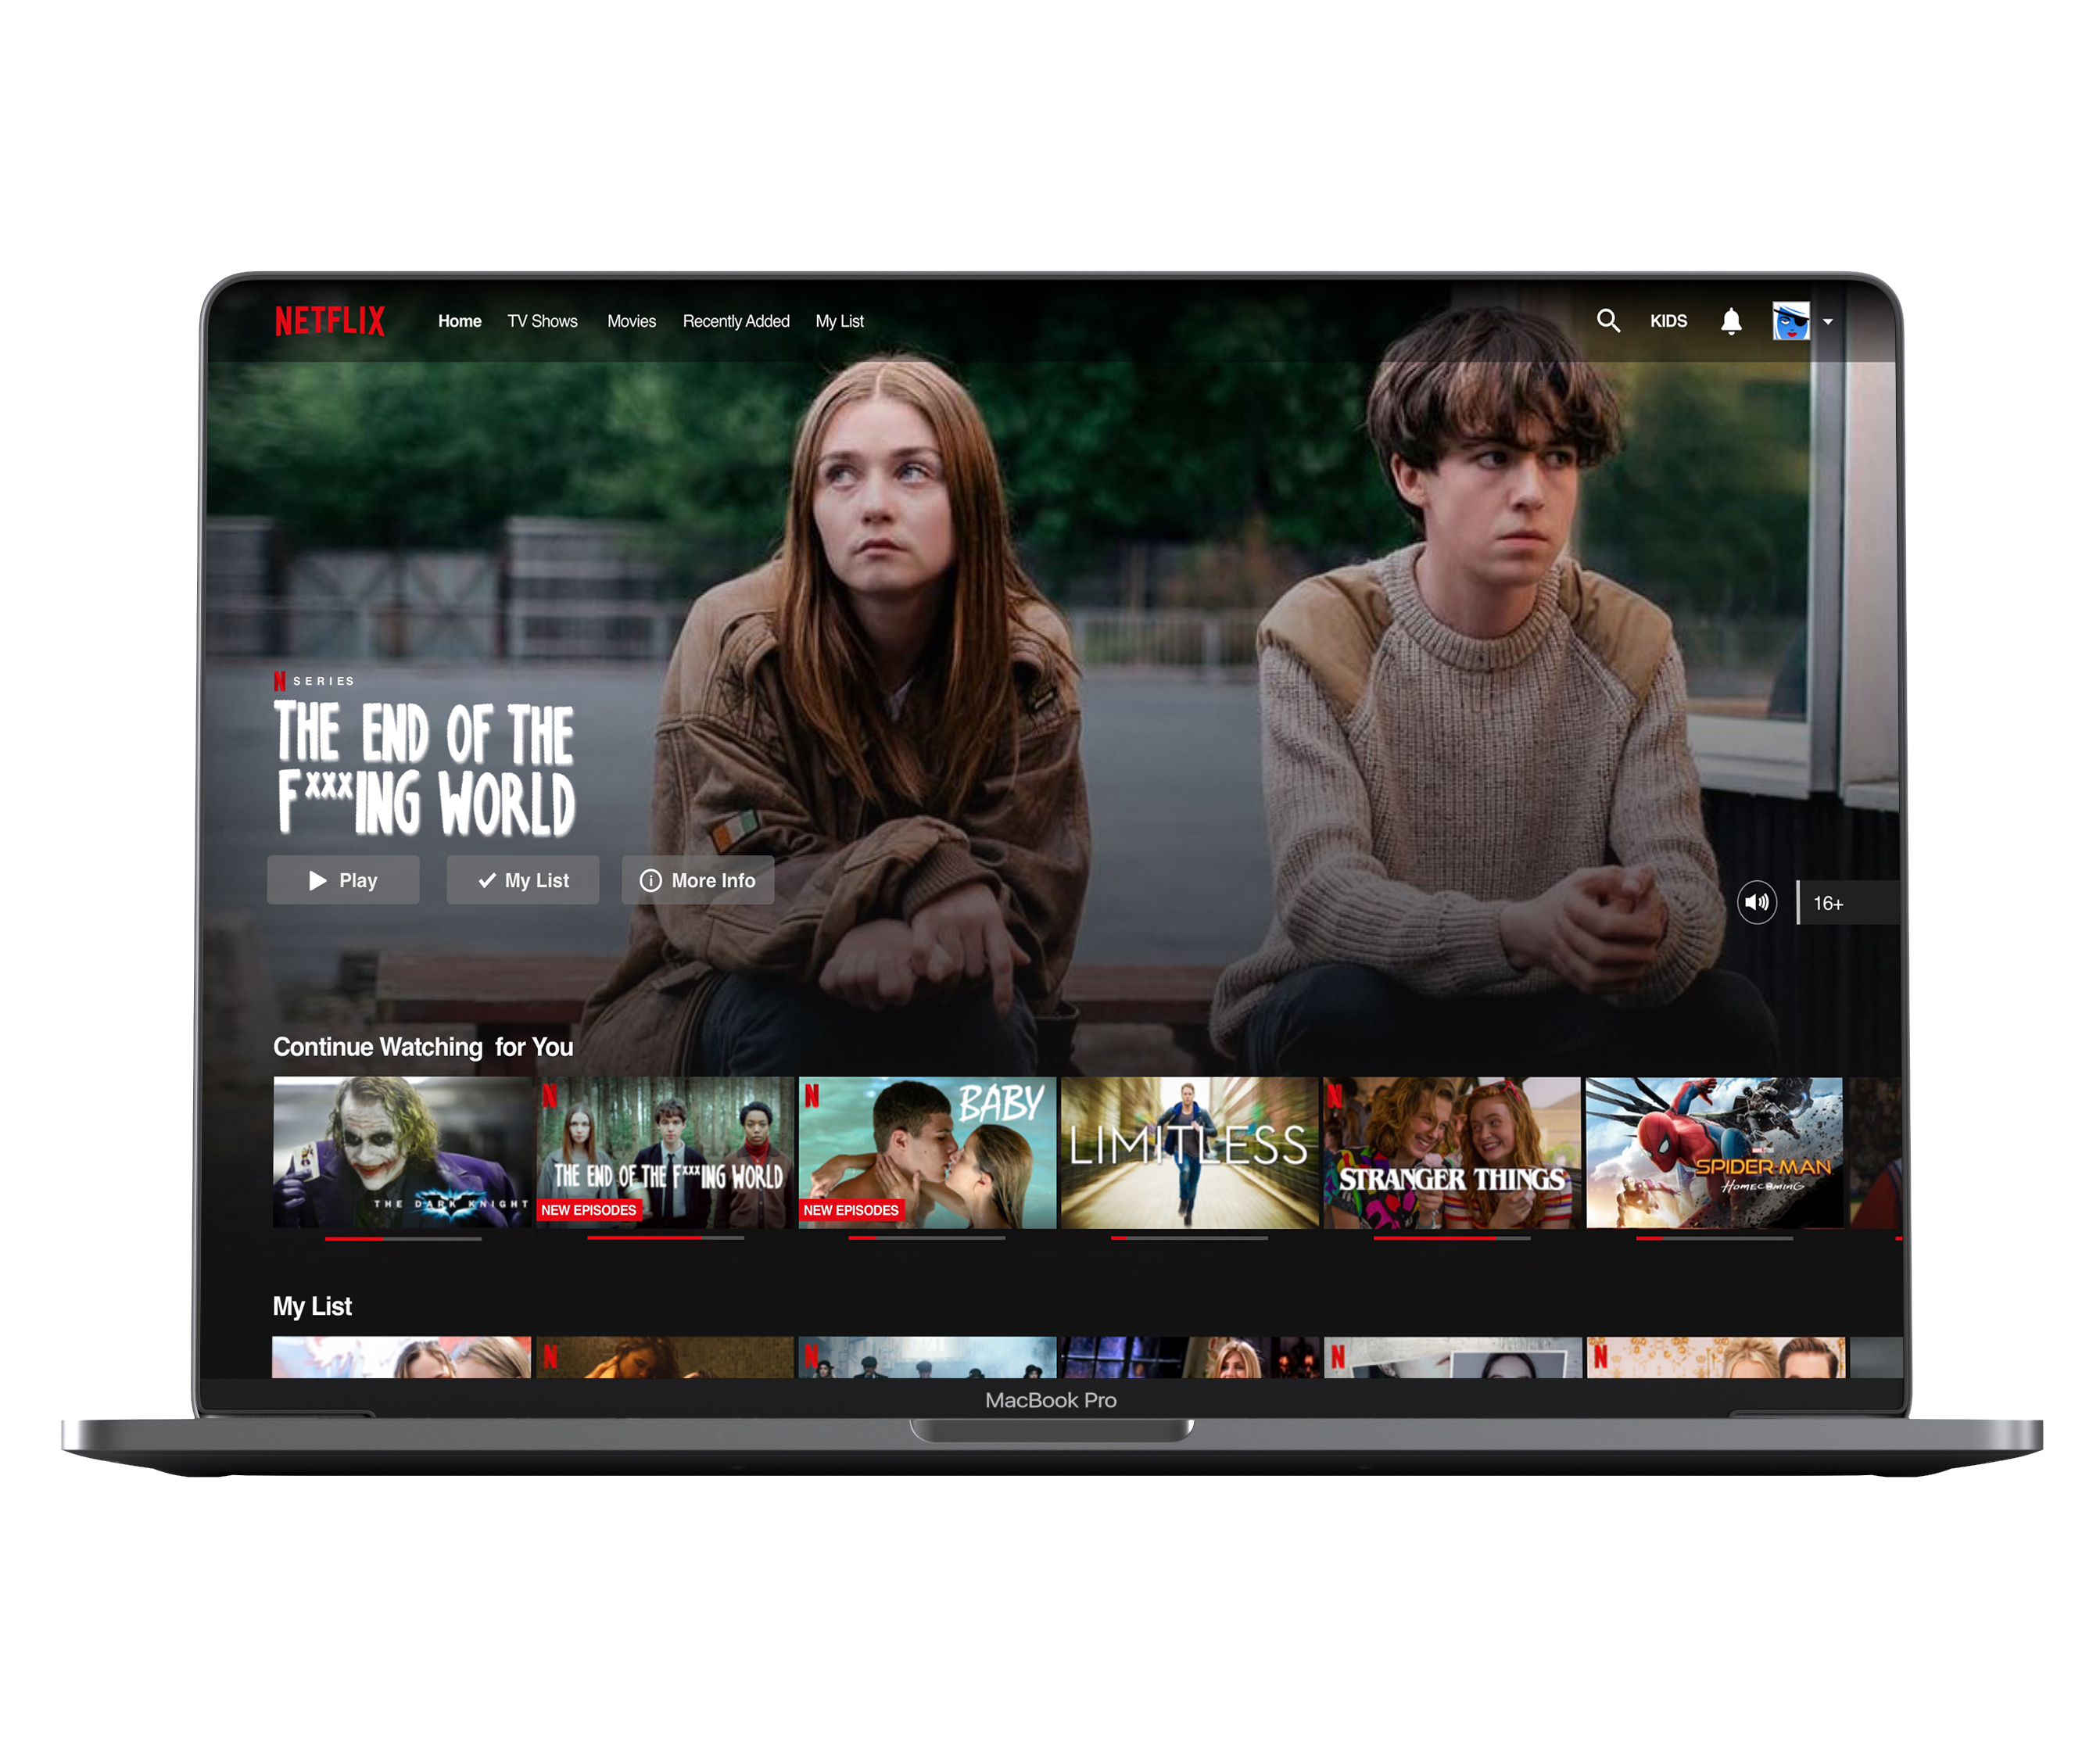 NETFLIX Home TV Shows Movies Recently Added My List KIDS
N SERIES
THE END OF THE
F***ING WORLD
Play My List More Info
16+
Continue Watching for You
THE DARK KNIGHT
N
THE END OF THE F***ING WORLD
NEW EPISODES
N
BABY
NEW EPISODES
LIMITLESS
N
STRANGER THINGS
SPIDER-MAN
HOMECOMING
My List
N
N
N
N
MacBook Pro